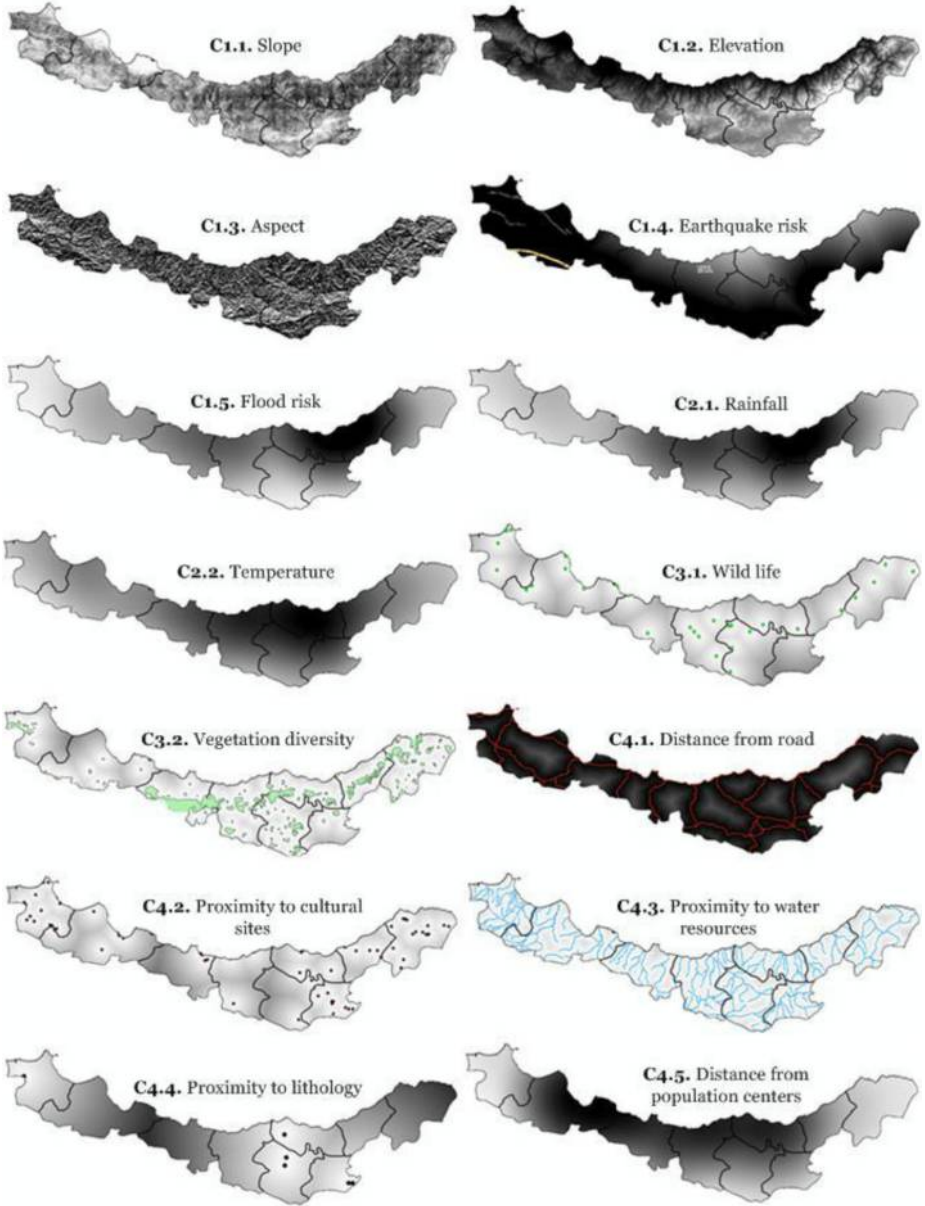 C1.1. Slope
C1.2. Elevation
C1.3. Aspect
C1.4. Earthquake risk
C1.5. Flood risk
C2.1. Rainfall
C2.2. Temperature
C3.1. Wild life
C3.2. Vegetation diversity
C4.1. Distance from road
C4.2. Proximity to cultural
sites
C4.3. Proximity to water
resources
C4.4. Proximity to lithology
C4.5. Distance from
population centers